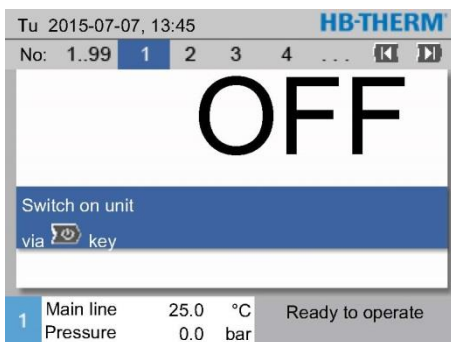 Tu 2015-07-07, 13:45 HB-THERM
No: 1..99 1 2 3 4 ...
OFF
Switch on unit
via key
1 Main line 25.0 °C Ready to operate
Pressure 0.0 bar